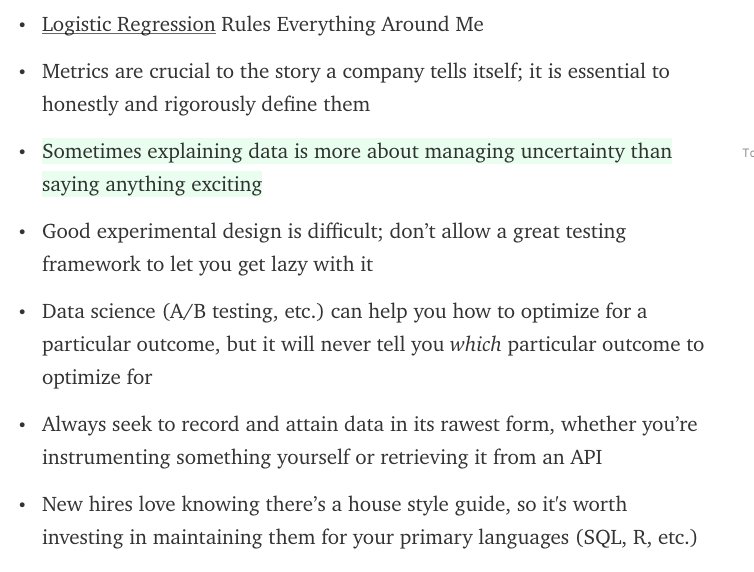 • Logistic Regression Rules Everything Around Me
• Metrics are crucial to the story a company tells itself; it is essential to
honestly and rigorously define them
• Sometimes explaining data is more about managing uncertainty than
saying anything exciting
• Good experimental design is difficult; don’t allow a great testing
framework to let you get lazy with it
• Data science (A/B testing, etc.) can help you how to optimize for a
particular outcome, but it will never tell you which particular outcome to
optimize for
• Always seek to record and attain data in its rawest form, whether you’re
instrumenting something yourself or retrieving it from an API
• New hires love knowing there’s a house style guide, so it's worth
investing in maintaining them for your primary languages (SQL, R, etc.)